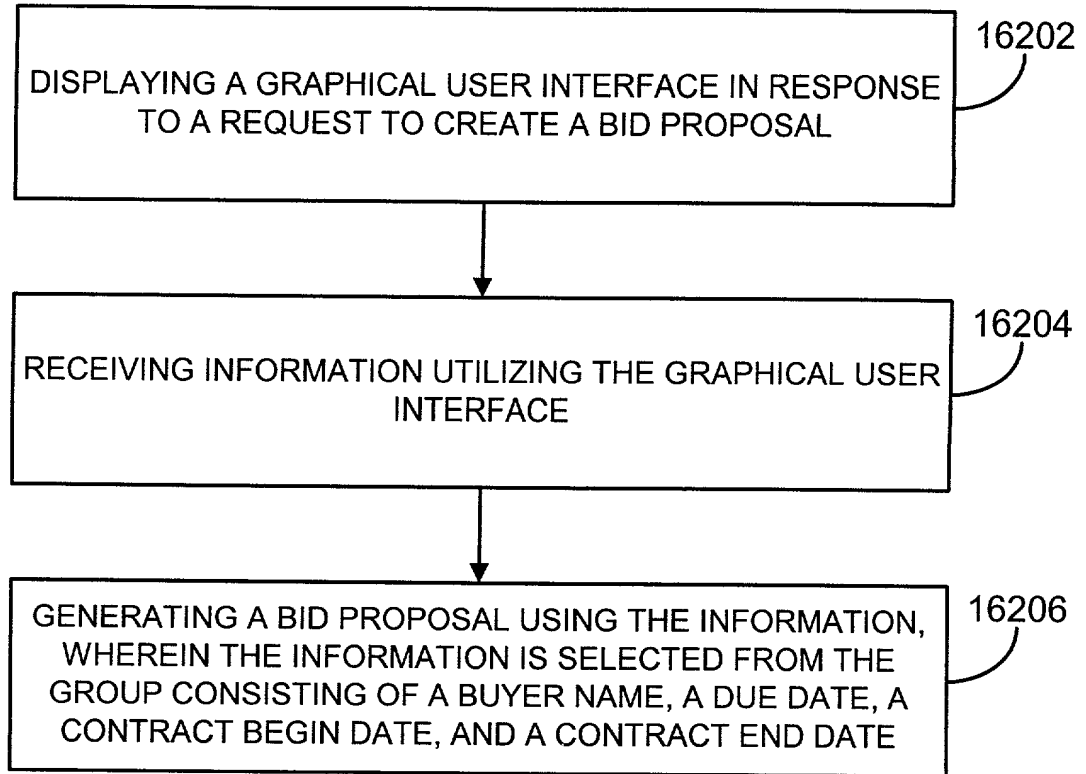 16202
DISPLAYING A GRAPHICAL USER INTERFACE IN RESPONSE
TO A REQUEST TO CREATE A BID PROPOSAL
16204
RECEIVING INFORMATION UTILIZING THE GRAPHICAL USER
INTERFACE
16206
GENERATING A BID PROPOSAL USING THE INFORMATION,
WHEREIN THE INFORMATION IS SELECTED FROM THE
GROUP CONSISTING OF A BUYER NAME, A DUE DATE, A
CONTRACT BEGIN DATE, AND A CONTRACT END DATE